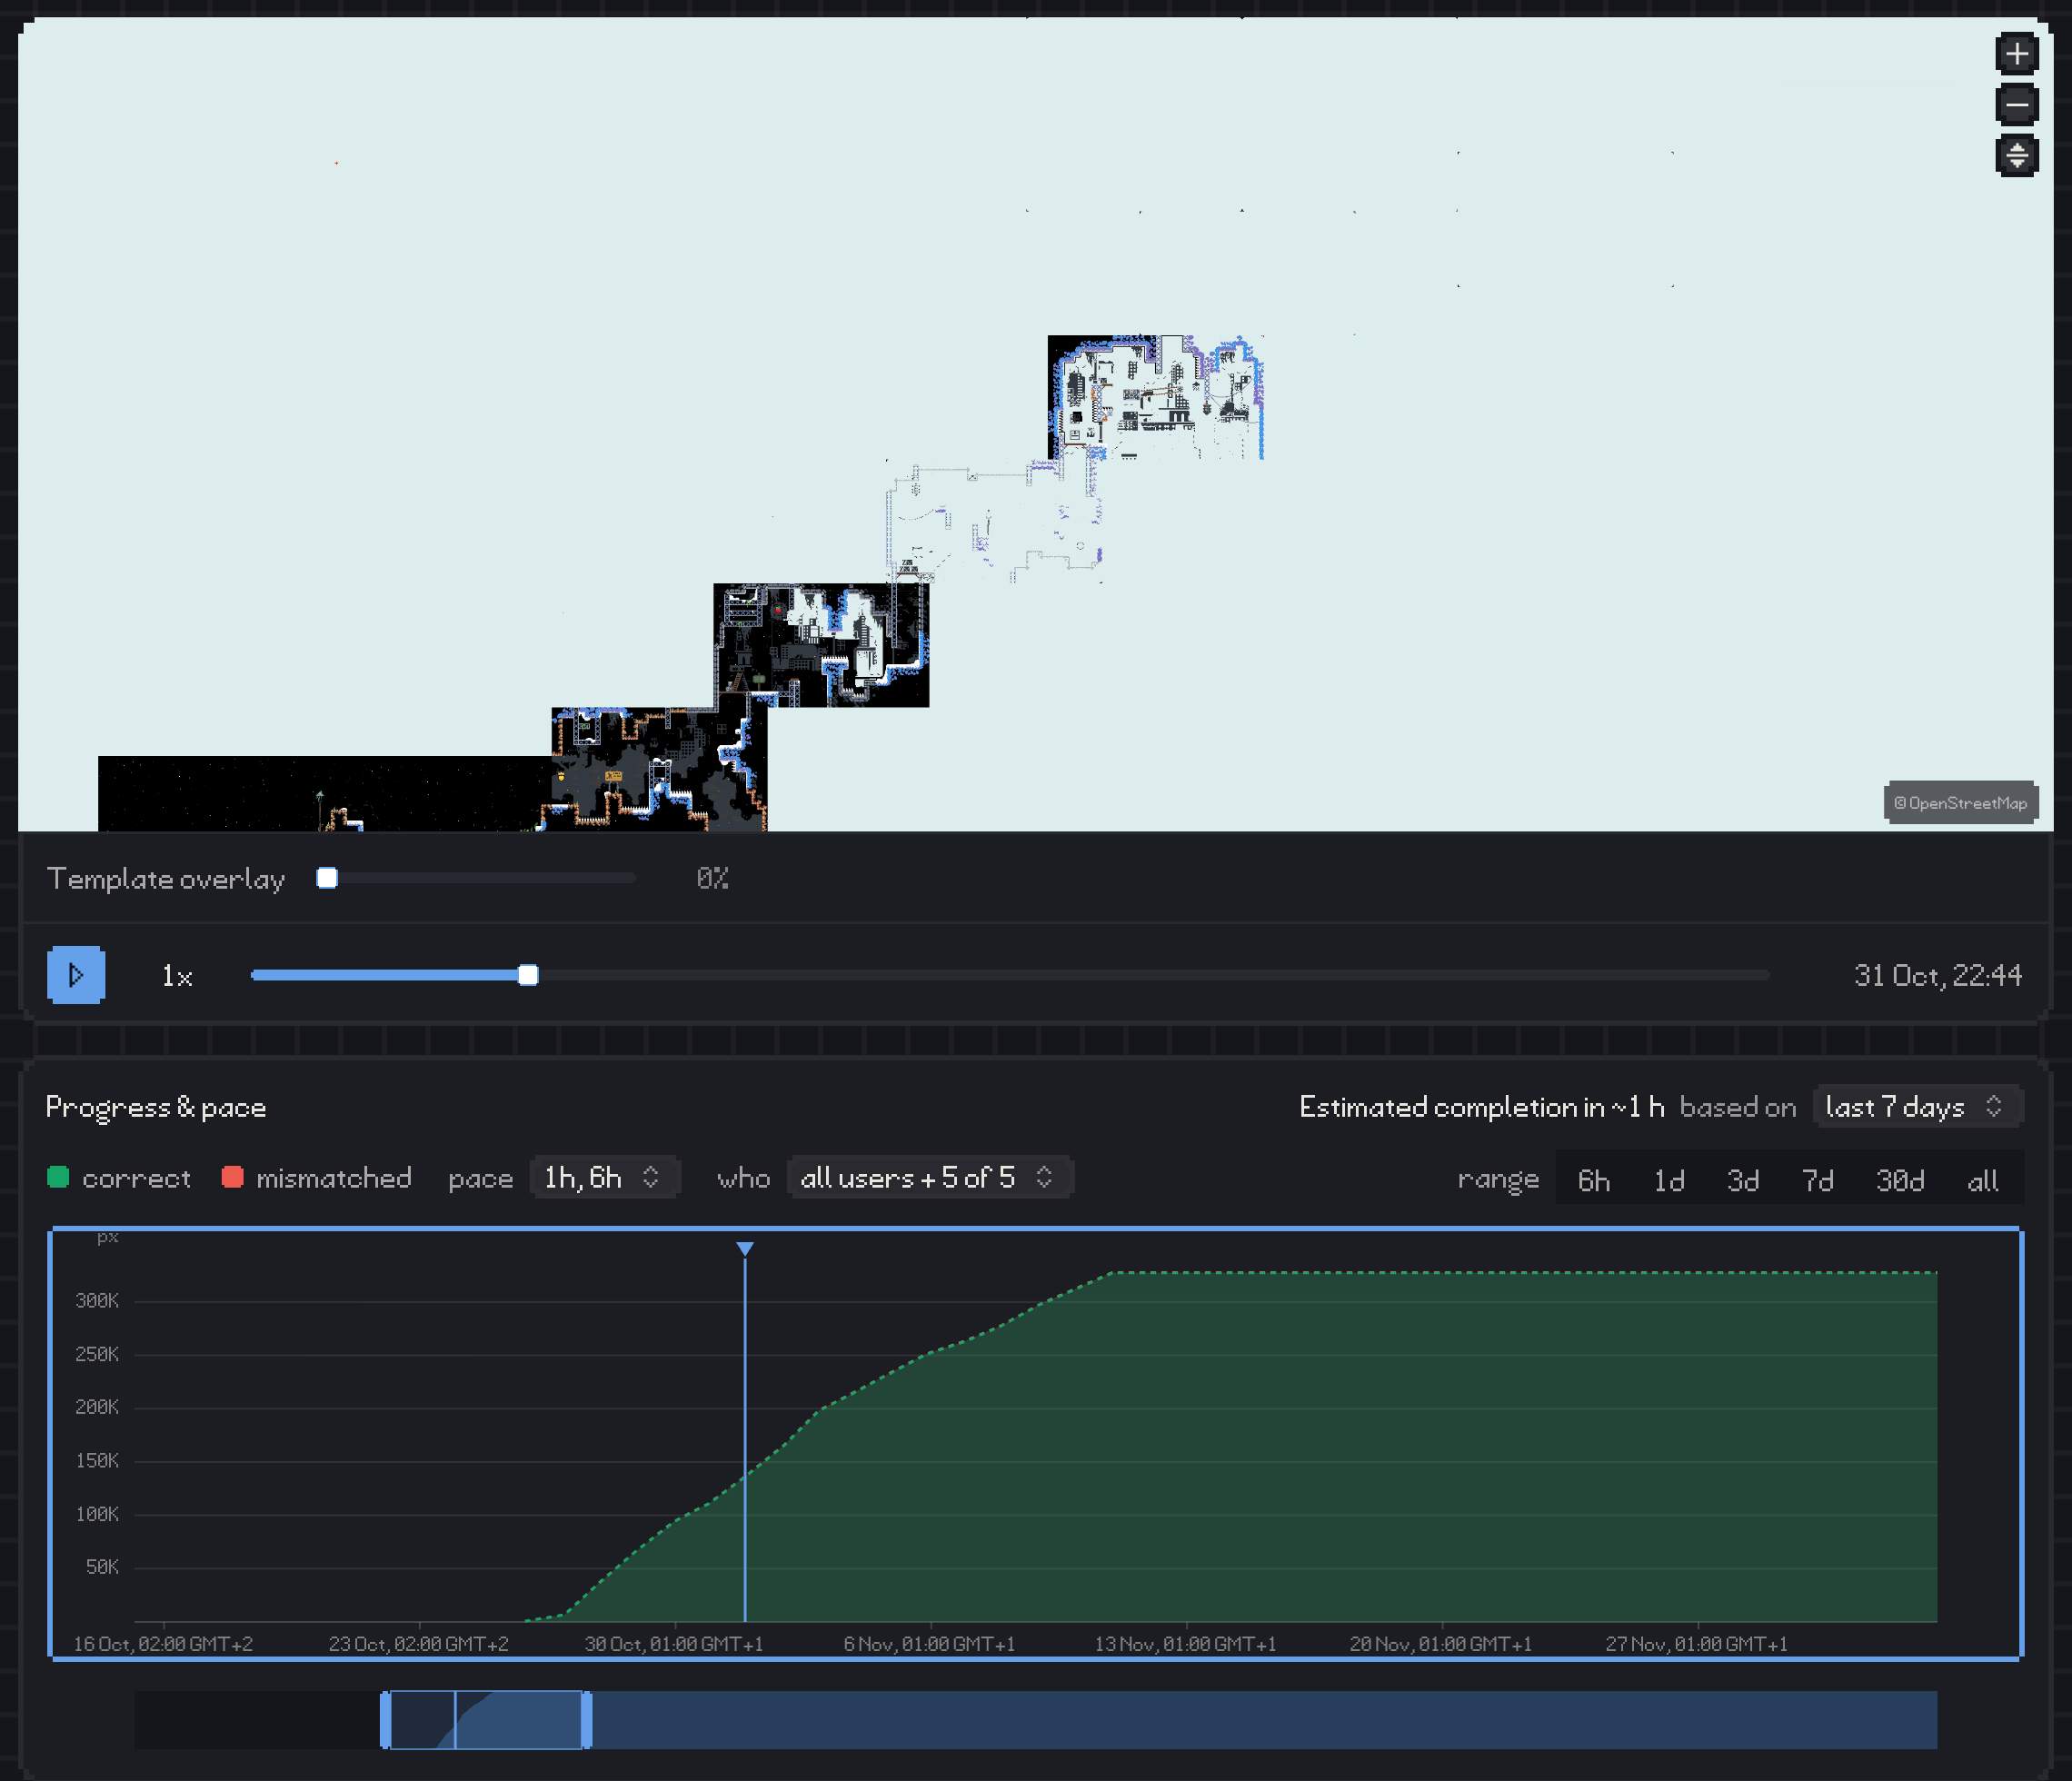 © OpenStreetMap
Template overlay 0%
1x 31 Oct, 22:44
Progress & pace Estimated completion in ~1 h based on last 7 days
correct mismatched pace 1h, 6h who all users + 5 of 5 range 6h 1d 3d 7d 30d all
px
300K
250K
200K
150K
100K
50K
16 Oct, 02:00 GMT+2 23 Oct, 02:00 GMT+2 30 Oct, 01:00 GMT+1 6 Nov, 01:00 GMT+1 13 Nov, 01:00 GMT+1 20 Nov, 01:00 GMT+1 27 Nov, 01:00 GMT+1